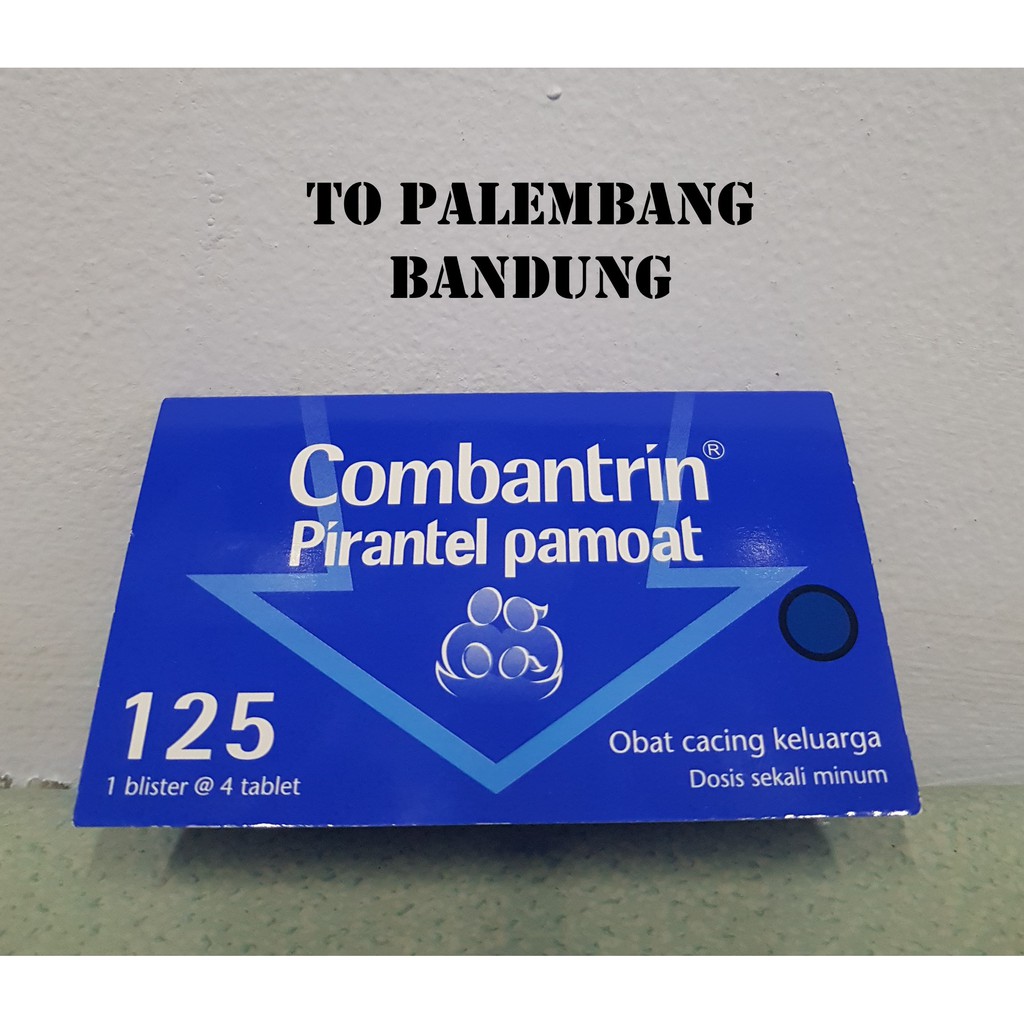 TO PALEMBANG
BANDUNG
Combantrin®
Pirantel pamoat
125
1 blister @ 4 tablet
Obat cacing keluarga
Dosis sekali minum